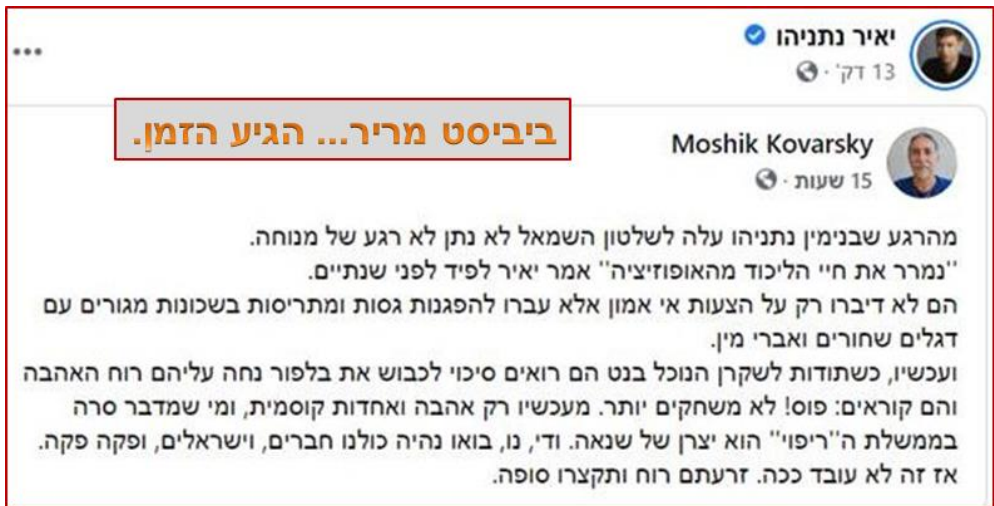 יאיר נתניהו
13 דק' ·
ביביסט מריר... הגיע הזמן.
Moshik Kovarsky
15 שעות ·
מהרגע שבנימין נתניהו עלה לשלטון השמאל לא נתן לא רגע של מנוחה.
''נמרר את חיי הליכוד מהאופוזיציה'' אמר יאיר לפיד לפני שנתיים.
הם לא דיברו רק על הצעות אי אמון אלא עברו להפגנות גסות ומתריסות בשכונות מגורים עם
דגלים שחורים ואברי מין.
ועכשיו, כשתודות לשקרן הנוכל בנט הם רואים סיכוי לכבוש את בלפור נחה עליהם רוח האהבה
והם קוראים: פוס! לא משחקים יותר. מעכשיו רק אהבה ואחדות קוסמית, ומי שמדבר סרה
בממשלת ה''ריפוי'' הוא יצרן של שנאה. ודי, נו, בואו נהיה כולנו חברים, וישראלים, ופקה פקה.
אז זה לא עובד ככה. זרעתם רוח ותקצרו סופה.